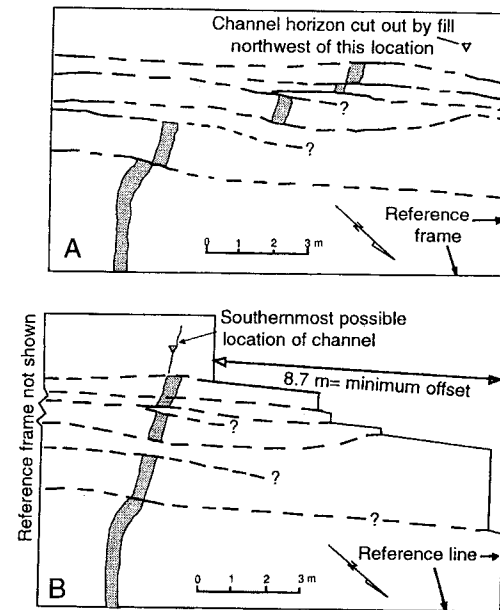 Channel horizon cut out by fill
northwest of this location
?
?
A
0 1 2 3 m
Reference
frame
Reference frame not shown
Southernmost possible
location of channel
8.7 m= minimum offset
?
?
?
B
0 1 2 3 m
Reference line